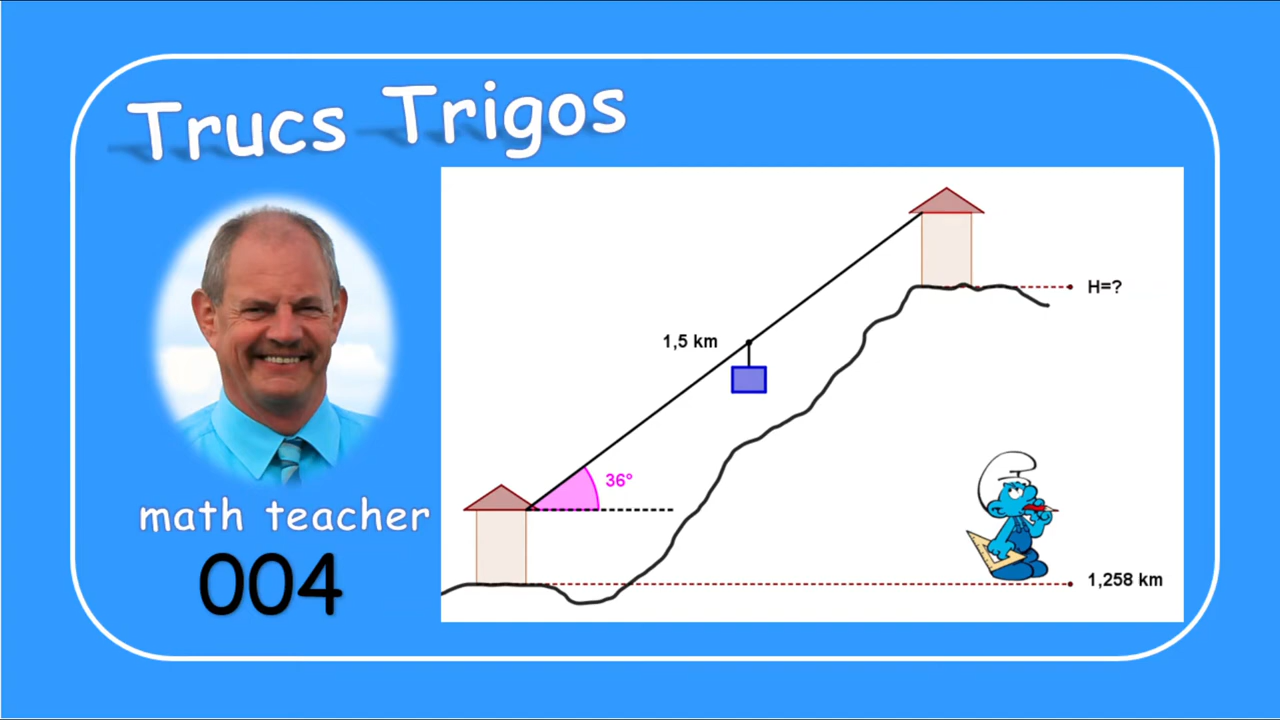 Trucs Trigos
H=?
1,5 km
36°
math teacher
004
1,258 km